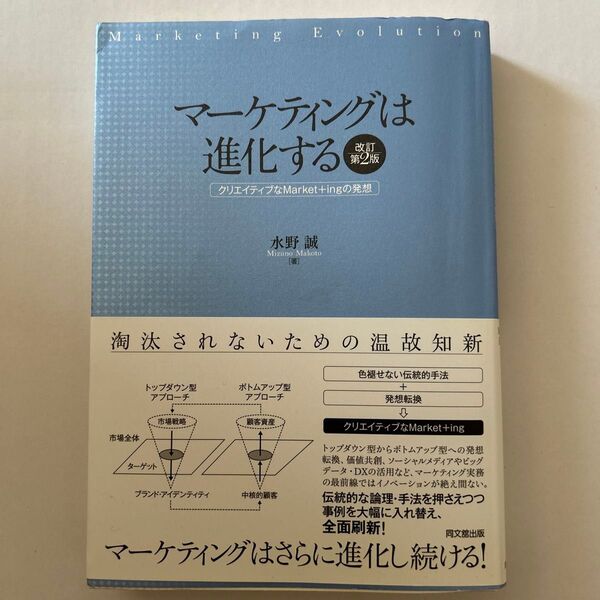 Marketing Evolution
マーケティングは
進化する
改訂
第2版
クリエイティブなMarket+ingの発想
水野 誠
Mizuno Makoto
[著]
淘汰されないための温故知新
トップダウン型
アプローチ
ボトムアップ型
アプローチ
市場戦略
顧客資産
市場全体
ターゲット
ブランド・アイデンティティ
中核的顧客
色褪せない伝統的手法
+
発想転換
クリエイティブなMarket+ing
トップダウン型からボトムアップ型への発想
転換、価値共創、ソーシャルメディアやビッグ
データ・DXの活用など、マーケティング実務
の最前線ではイノベーションが絶え間ない。
伝統的な論理・手法を押さえつつ
事例を大幅に入れ替え、
全面刷新!
同文舘出版
マーケティングはさらに進化し続ける!